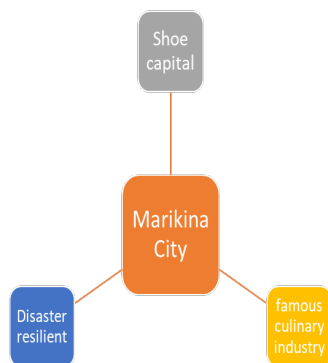 Shoe
capital
Marikina
City
Disaster
resilient
famous
culinary
industry